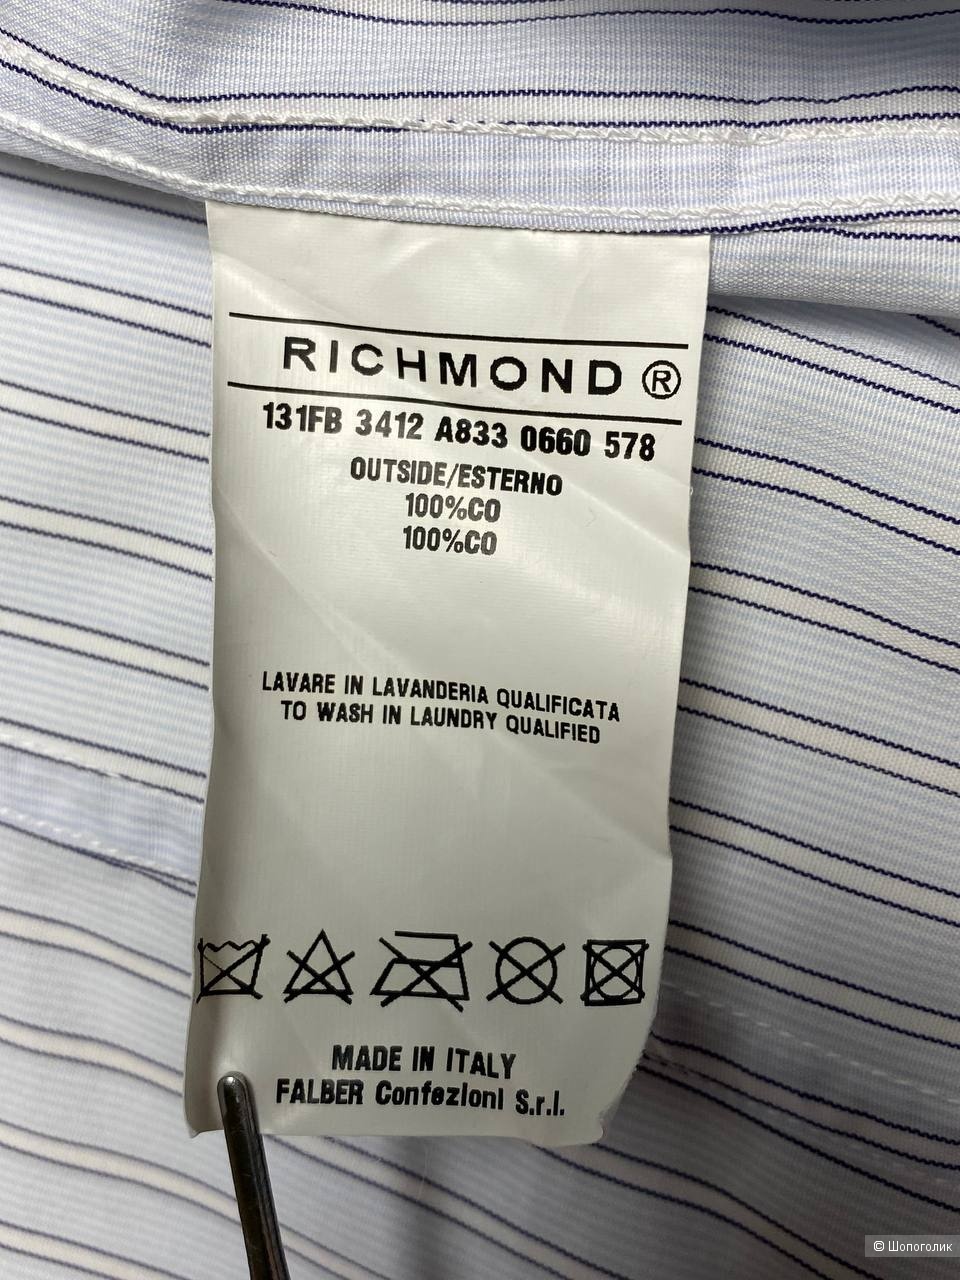 RICHMOND®
131FB 3412 A833 0660 578
OUTSIDE/ESTERNO
100%CO
100%CO
LAVARE IN LAVANDERIA QUALIFICATA
TO WASH IN LAUNDRY QUALIFIED
MADE IN ITALY
FALBER Confezioni S.r.l.
© Шопоголик